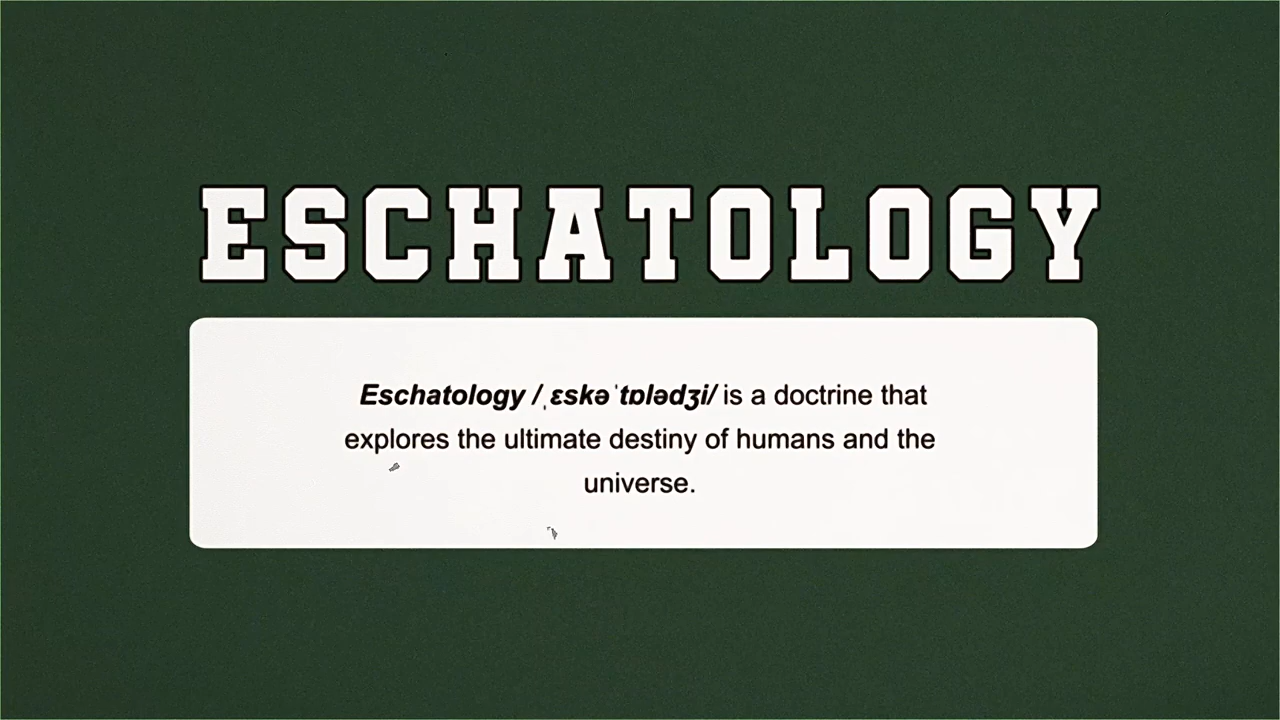 ESCHATOLOGY
Eschatology /ˌɛskəˈtɒlədʒi/ is a doctrine that
explores the ultimate destiny of humans and the
universe.